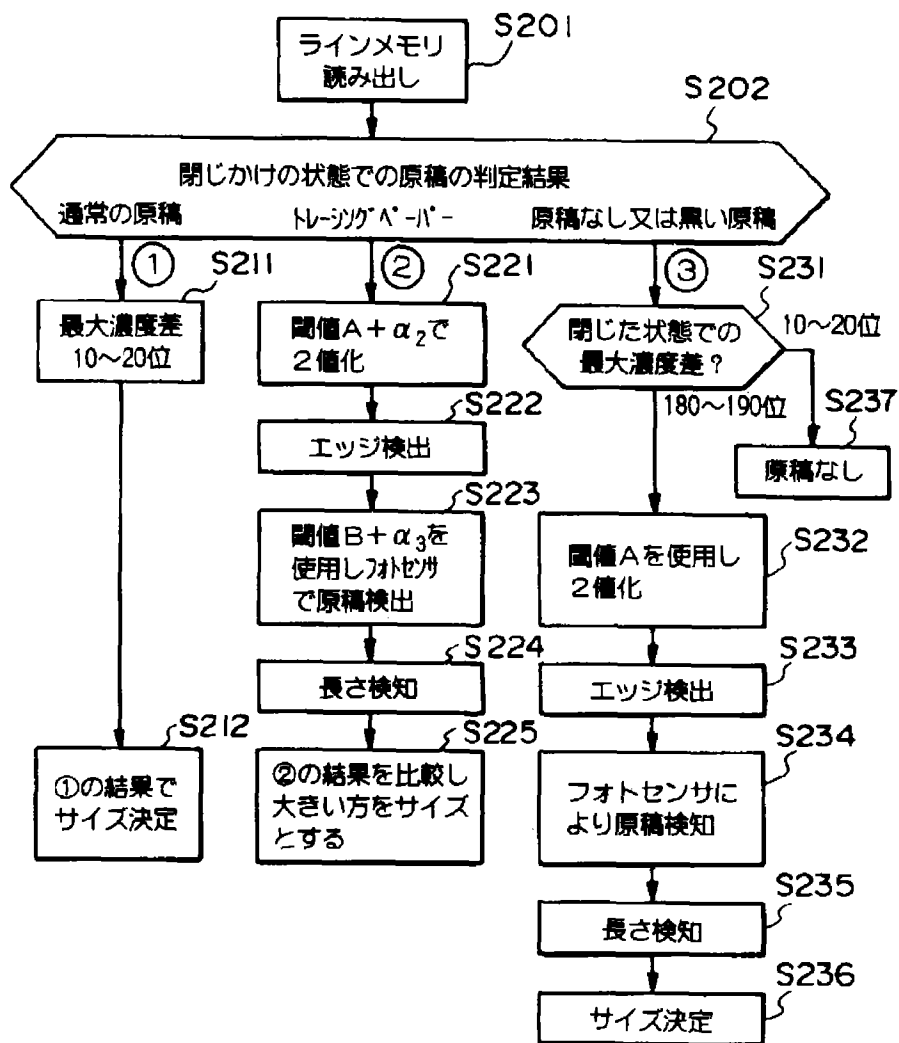 S201
ラインメモリ
読み出し
S202
閉じかけの状態での原稿の判定結果
通常の原稿 トレーシングペーパー 原稿なし又は黒い原稿
① ② ③
S211
最大濃度差
10〜20位
S212
①の結果で
サイズ決定
S221
閾値A+α₂で
2値化
S222
エッジ検出
S223
閾値B+α₃を
使用しフォトセンサ
で原稿検出
S224
長さ検知
S225
②の結果を比較し
大きい方をサイズ
とする
S231
閉じた状態での
最大濃度差?
10〜20位
180〜190位
S237
原稿なし
S232
閾値Aを使用し
2値化
S233
エッジ検出
S234
フォトセンサに
より原稿検知
S235
長さ検知
S236
サイズ決定